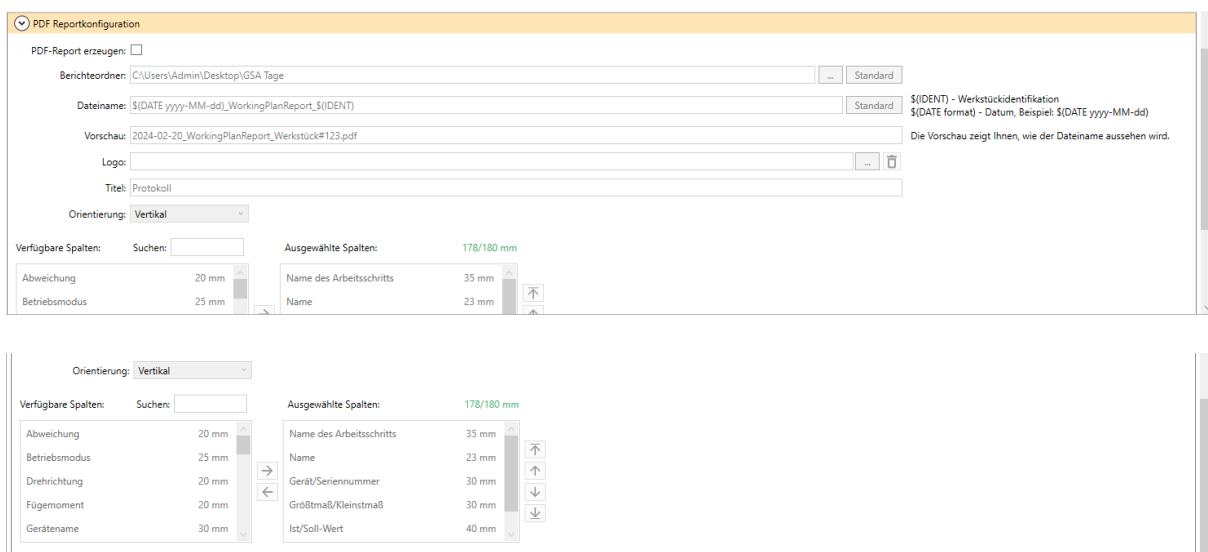 PDF Reportkonfiguration
PDF-Report erzeugen:
Berichteordner: C:\Users\Admin\Desktop\GSA Tage ... Standard
Dateiname: $(DATE yyyy-MM-dd)_WorkingPlanReport_$(IDENT) Standard
$(IDENT) - Werkstückidentifikation
$(DATE format) - Datum, Beispiel: $(DATE yyyy-MM-dd)
Vorschau: 2024-02-20_WorkingPlanReport_Werkstück#123.pdf Die Vorschau zeigt Ihnen, wie der Dateiname aussehen wird.
Logo: ...
Titel: Protokoll
Orientierung: Vertikal
Verfügbare Spalten: Suchen: Ausgewählte Spalten: 178/180 mm
Abweichung 20 mm Name des Arbeitsschritts 35 mm
Betriebsmodus 25 mm Name 23 mm
Orientierung: Vertikal
Verfügbare Spalten: Suchen: Ausgewählte Spalten: 178/180 mm
Abweichung 20 mm Name des Arbeitsschritts 35 mm
Betriebsmodus 25 mm Name 23 mm
Drehrichtung 20 mm Gerät/Seriennummer 30 mm
Fügemoment 20 mm Größtmaß/Kleinstmaß 30 mm
Gerätename 30 mm Ist/Soll-Wert 40 mm